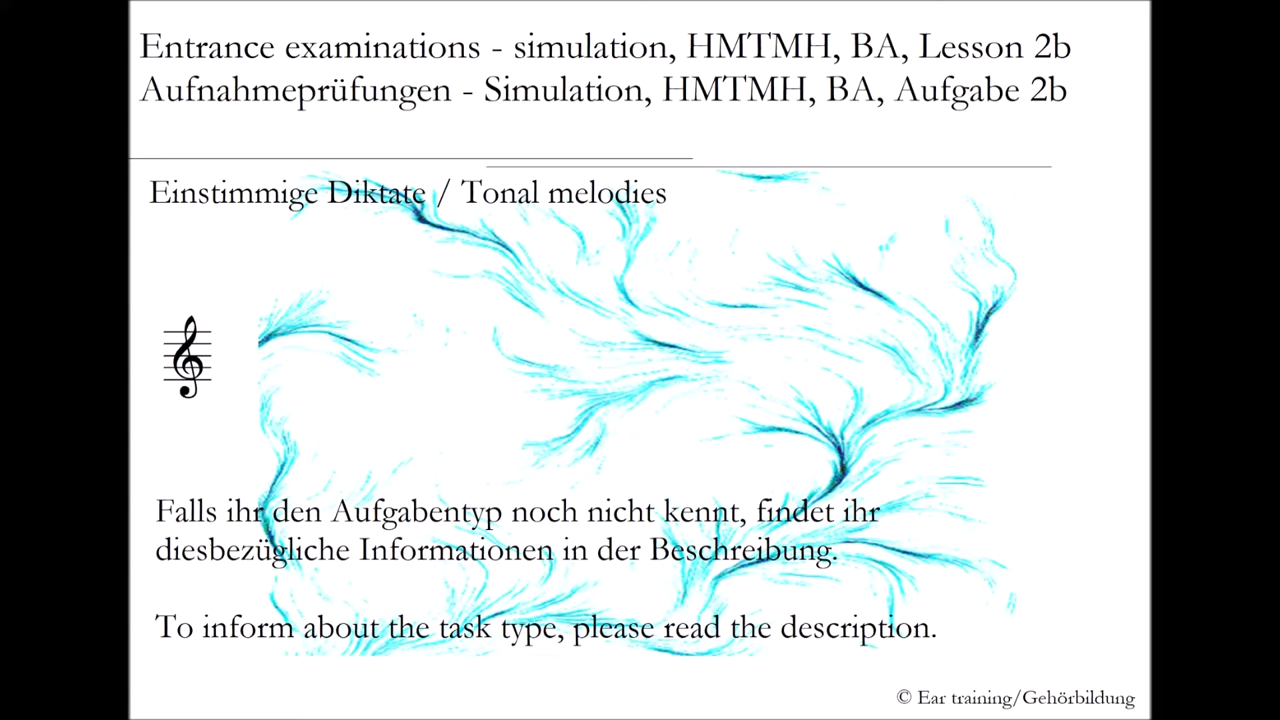 Entrance examinations - simulation, HMTMH, BA, Lesson 2b
Aufnahmeprüfungen - Simulation, HMTMH, BA, Aufgabe 2b
Einstimmige Diktate / Tonal melodies
Falls ihr den Aufgabentyp noch nicht kennt, findet ihr
diesbezügliche Informationen in der Beschreibung.
To inform about the task type, please read the description.
© Ear training/Gehörbildung